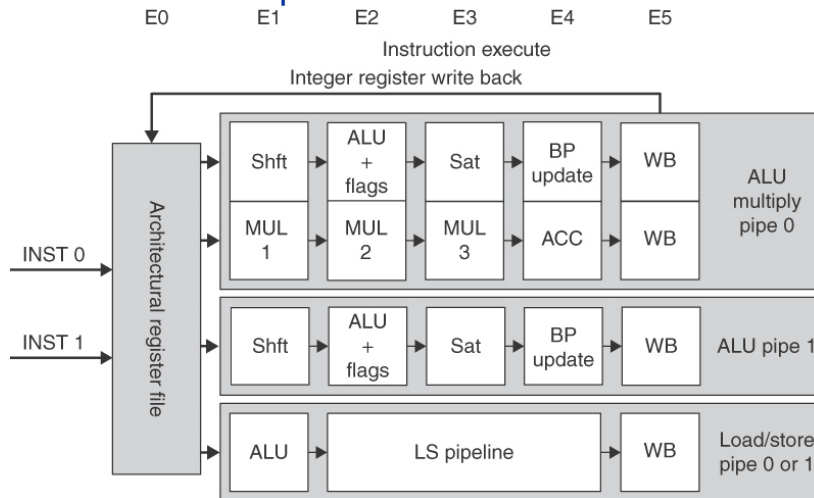 E0 E1 E2 E3 E4 E5
Instruction execute
Integer register write back
Architectural register file
INST 0
INST 1
Shft
ALU
+
flags
Sat
BP
update
WB
MUL
1
MUL
2
MUL
3
ACC
WB
ALU
multiply
pipe 0
Shft
ALU
+
flags
Sat
BP
update
WB
ALU pipe 1
ALU
LS pipeline
WB
Load/store
pipe 0 or 1